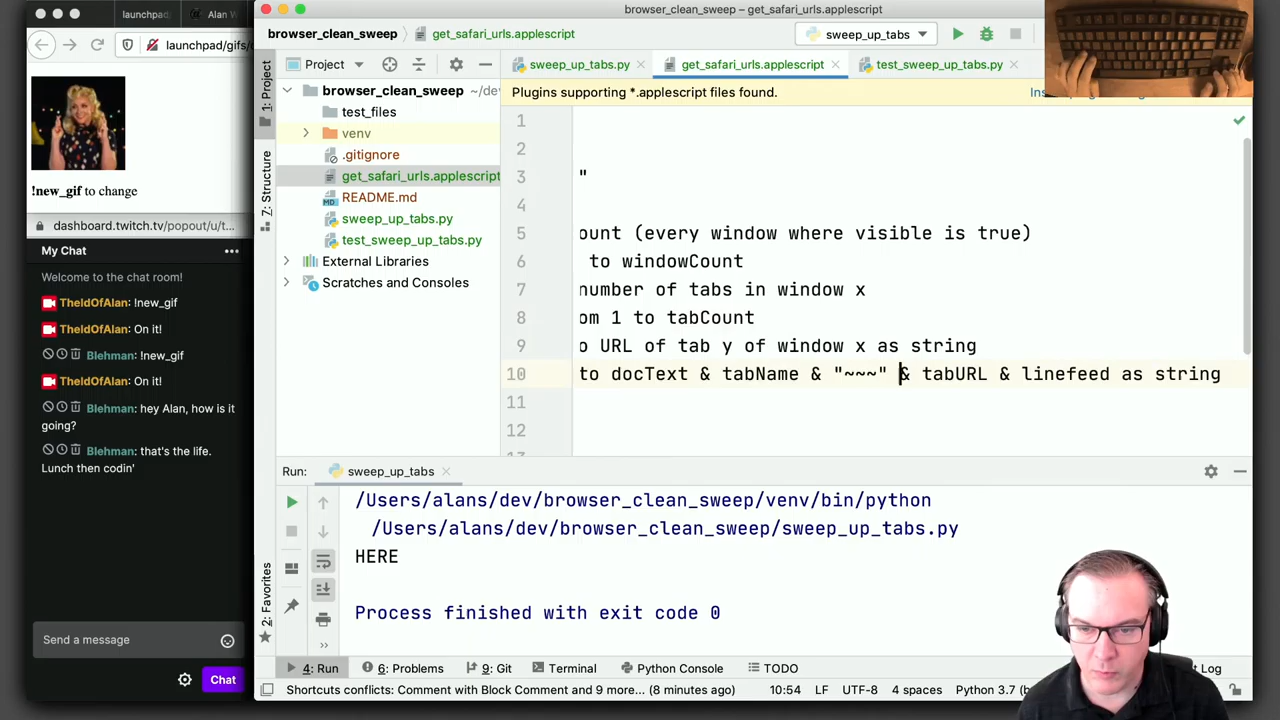 launchpad
Alan W
launchpad/gifs/
!new_gif to change
dashboard.twitch.tv/popout/u/t...
My Chat
Welcome to the chat room!
TheIdOfAlan: !new_gif
TheIdOfAlan: On it!
Blehman: !new_gif
TheIdOfAlan: On it!
Blehman: hey Alan, how is it
going?
Blehman: that's the life.
Lunch then codin'
Send a message
Chat
browser_clean_sweep – get_safari_urls.applescript
browser_clean_sweep
get_safari_urls.applescript
sweep_up_tabs
1: Project
7: Structure
2: Favorites
Project
browser_clean_sweep ~/de
test_files
venv
.gitignore
get_safari_urls.applescript
README.md
sweep_up_tabs.py
test_sweep_up_tabs.py
External Libraries
Scratches and Consoles
sweep_up_tabs.py
get_safari_urls.applescript
test_sweep_up_tabs.py
Plugins supporting *.applescript files found.
1
2
3 "
4
5 ount (every window where visible is true)
6 to windowCount
7 number of tabs in window x
8 om 1 to tabCount
9 o URL of tab y of window x as string
10 to docText & tabName & "~~~" & tabURL & linefeed as string
11
12
Run: sweep_up_tabs
/Users/alans/dev/browser_clean_sweep/venv/bin/python
/Users/alans/dev/browser_clean_sweep/sweep_up_tabs.py
HERE
Process finished with exit code 0
4: Run
6: Problems
9: Git
Terminal
Python Console
TODO
t Log
Shortcuts conflicts: Comment with Block Comment and 9 more... (8 minutes ago)
10:54
LF
UTF-8
4 spaces
Python 3.7 (b